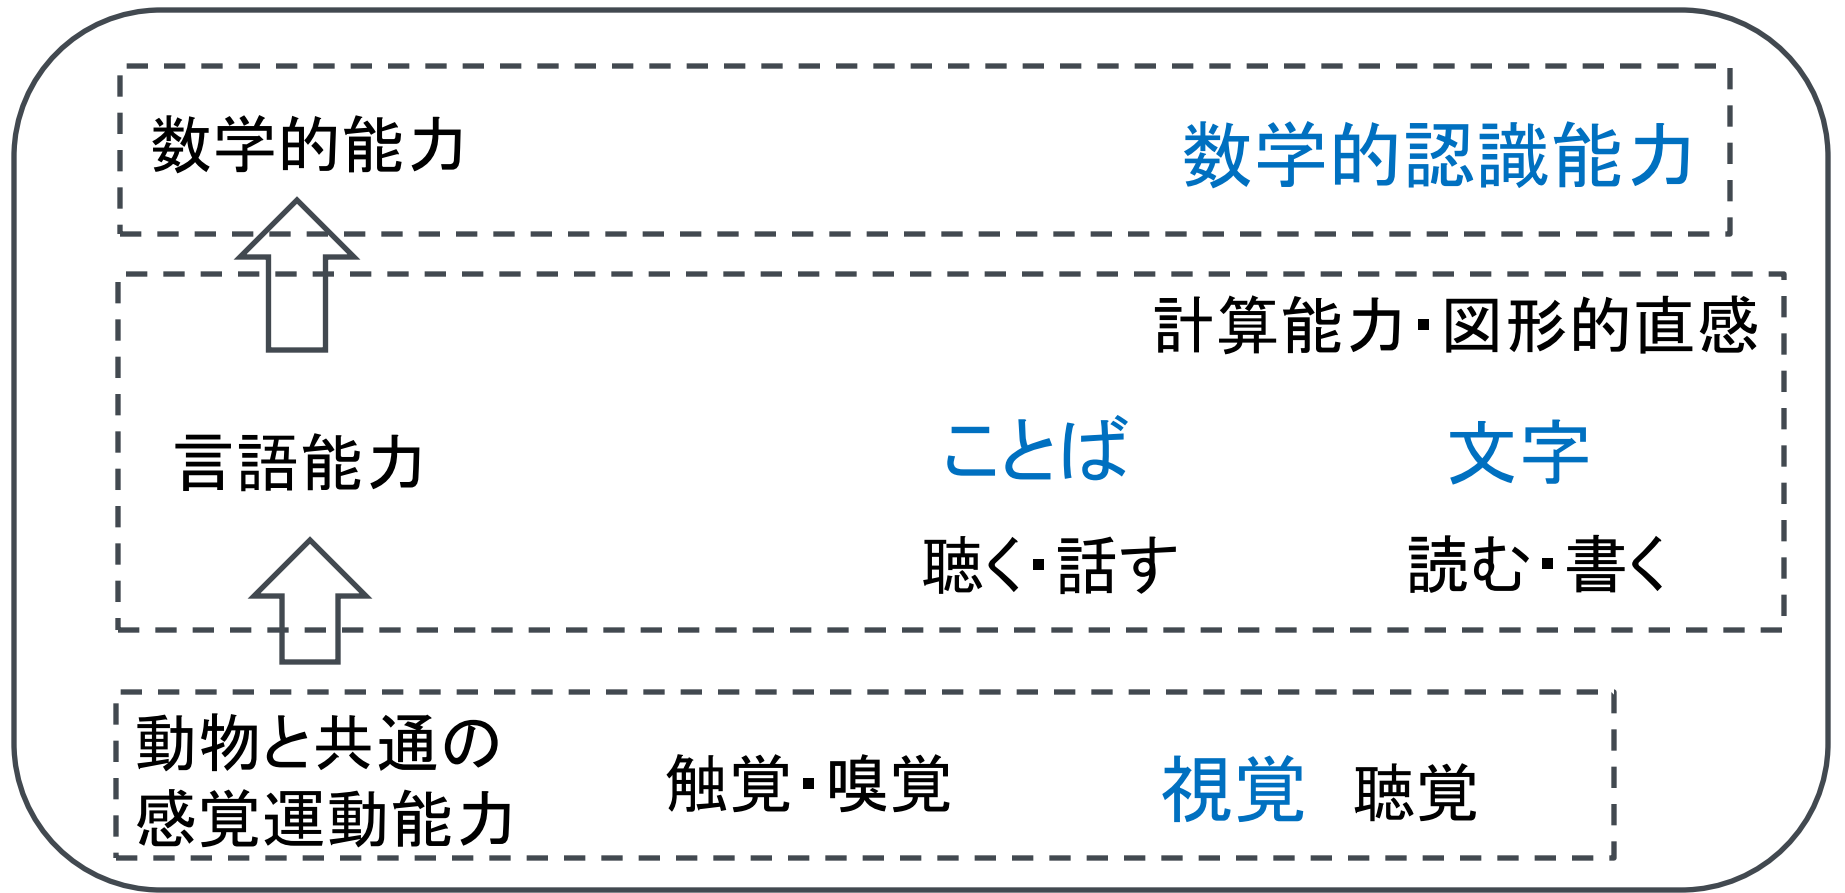 数学的能力
数学的認識能力
計算能力・図形的直感
言語能力
ことば
文字
聴く・話す
読む・書く
動物と共通の
感覚運動能力
触覚・嗅覚
視覚
聴覚